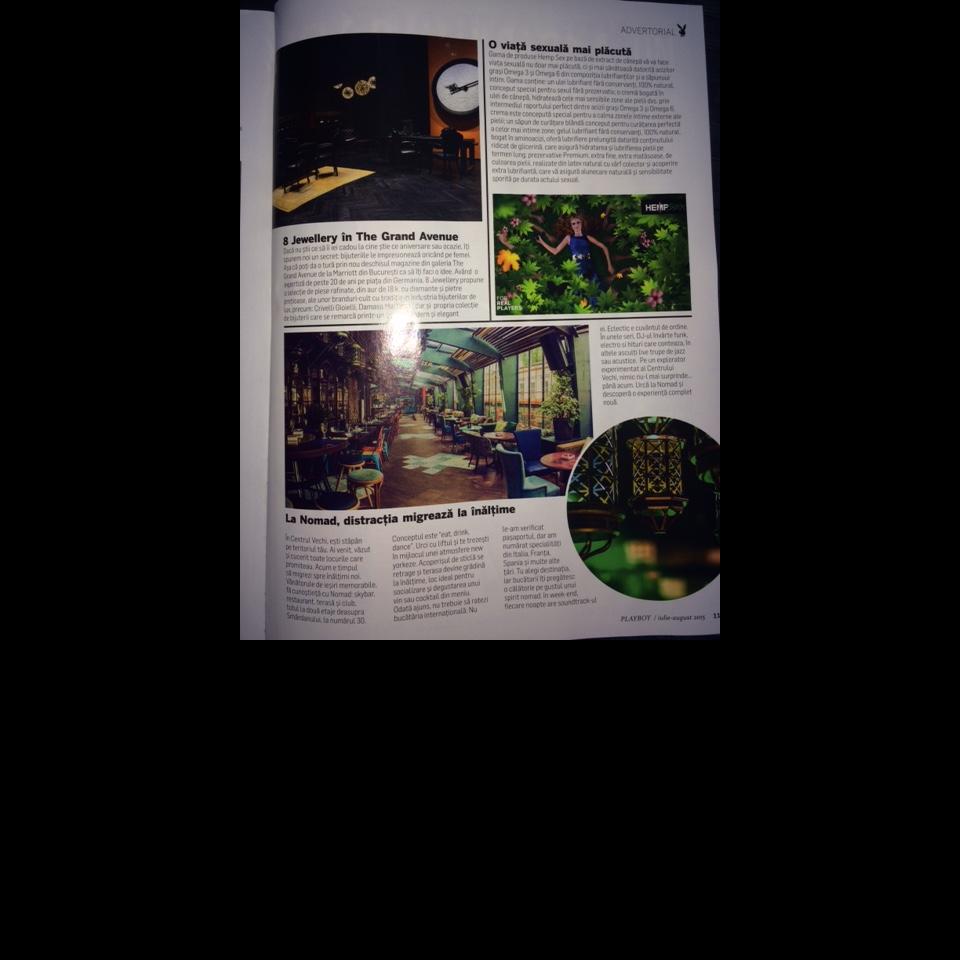 ADVERTORIAL
8 Jewellery în The Grand Avenue
Dacă nu știi ce să îi iei cadou la cine știe ce aniversare sau ocazie, îți
spunem noi un secret: bijuteriile le impresionează oricând pe femei.
Așa că poți da o tură prin nou deschisul magazine din galeria The
Grand Avenue de la Marriott din București ca să îți faci o idee. Având o
expertiză de peste 20 de ani pe piața din Germania, 8 Jewellery propune
o selecție de piese rafinate, din aur de 18 k, cu diamante și pietre
prețioase, ale unor branduri-cult cu tradiție în industria bijuteriilor de
lux, precum: Crivelli Gioielli, Damaso și propria colecție
de bijuterii care se remarcă printr-un modern și elegant
O viață sexuală mai plăcută
Gama de produse Hemp Sex pe bază de extract de cânepă vă va face
viața sexuală nu doar mai plăcută, ci și mai sănătoasă datorită acizilor
grași Omega 3 și Omega 6 din compoziția lubrifianților și a săpunului
intim. Gama conține: un ulei lubrifiant fără conservanți, 100% natural,
conceput special pentru sexul fără prezervativ; o cremă bogată în
ulei de cânepă, hidratează cele mai sensibile zone ale pielii dvs. prin
intermediul raportului perfect dintre acizii grași Omega 3 și Omega 6,
crema este concepută special pentru a calma zonele intime externe ale
pielii; un săpun de curățare blândă conceput pentru curățarea perfectă
a celor mai intime zone; gelul lubrifiant fără conservanți, 100% natural,
bogat în aminoacizi, oferă lubrifiere prelungită datorită conținutului
ridicat de glicerină, care asigură hidratarea și lubrifierea pielii pe
termen lung; prezervative Premium, extra fine, extra mătăsoase, de
culoarea pielii, realizate din latex natural cu vârf colector și acoperire
extra lubrifiantă, care vă asigură alunecare naturală și sensibilitate
sporită pe durata actului sexual.
HEMP
FOR
REAL
PLAYERS
La Nomad, distracția migrează la înălțime
În Centrul Vechi, ești stăpân
pe teritoriul tău. Ai venit, văzut
și cucerit toate locurile care
promiteau. Acum e timpul
să migrezi spre înălțimi noi.
Vânătorule de ieșiri memorabile,
fă cunoștință cu Nomad: skybar,
restaurant, terasă și club,
totul la două etaje deasupra
Smârdanului, la numărul 30.
Conceptul este "eat, drink,
dance". Urci cu liftul și te trezești
în mijlocul unei atmosfere new
yorkeze. Acoperișul de sticlă se
retrage și terasa devine grădină
la înălțime, loc ideal pentru
socializare și degustarea unui
vin sau cocktail din meniu.
Odată ajuns, nu trebuie să ratezi
bucătăria internațională. Nu
le-am verificat
pașaportul, dar am
numărat specialități
din Italia, Franța,
Spania și multe alte
țări. Tu alegi destinația,
iar bucătarii îți pregătesc
o călătorie pe gustul unui
spirit nomad. În week-end,
fiecare noapte are soundtrack-ul
ei. Eclectic e cuvântul de ordine.
În unele seri, DJ-ul învârte funk,
electro și hituri care contează, în
altele asculți live trupe de jazz
sau acustice. Pe un explorator
experimentat al Centrului
Vechi, nimic nu-l mai surprinde...
până acum. Urcă la Nomad și
descoperă o experiență complet
nouă.
PLAYBOY / iulie-august 2015 11